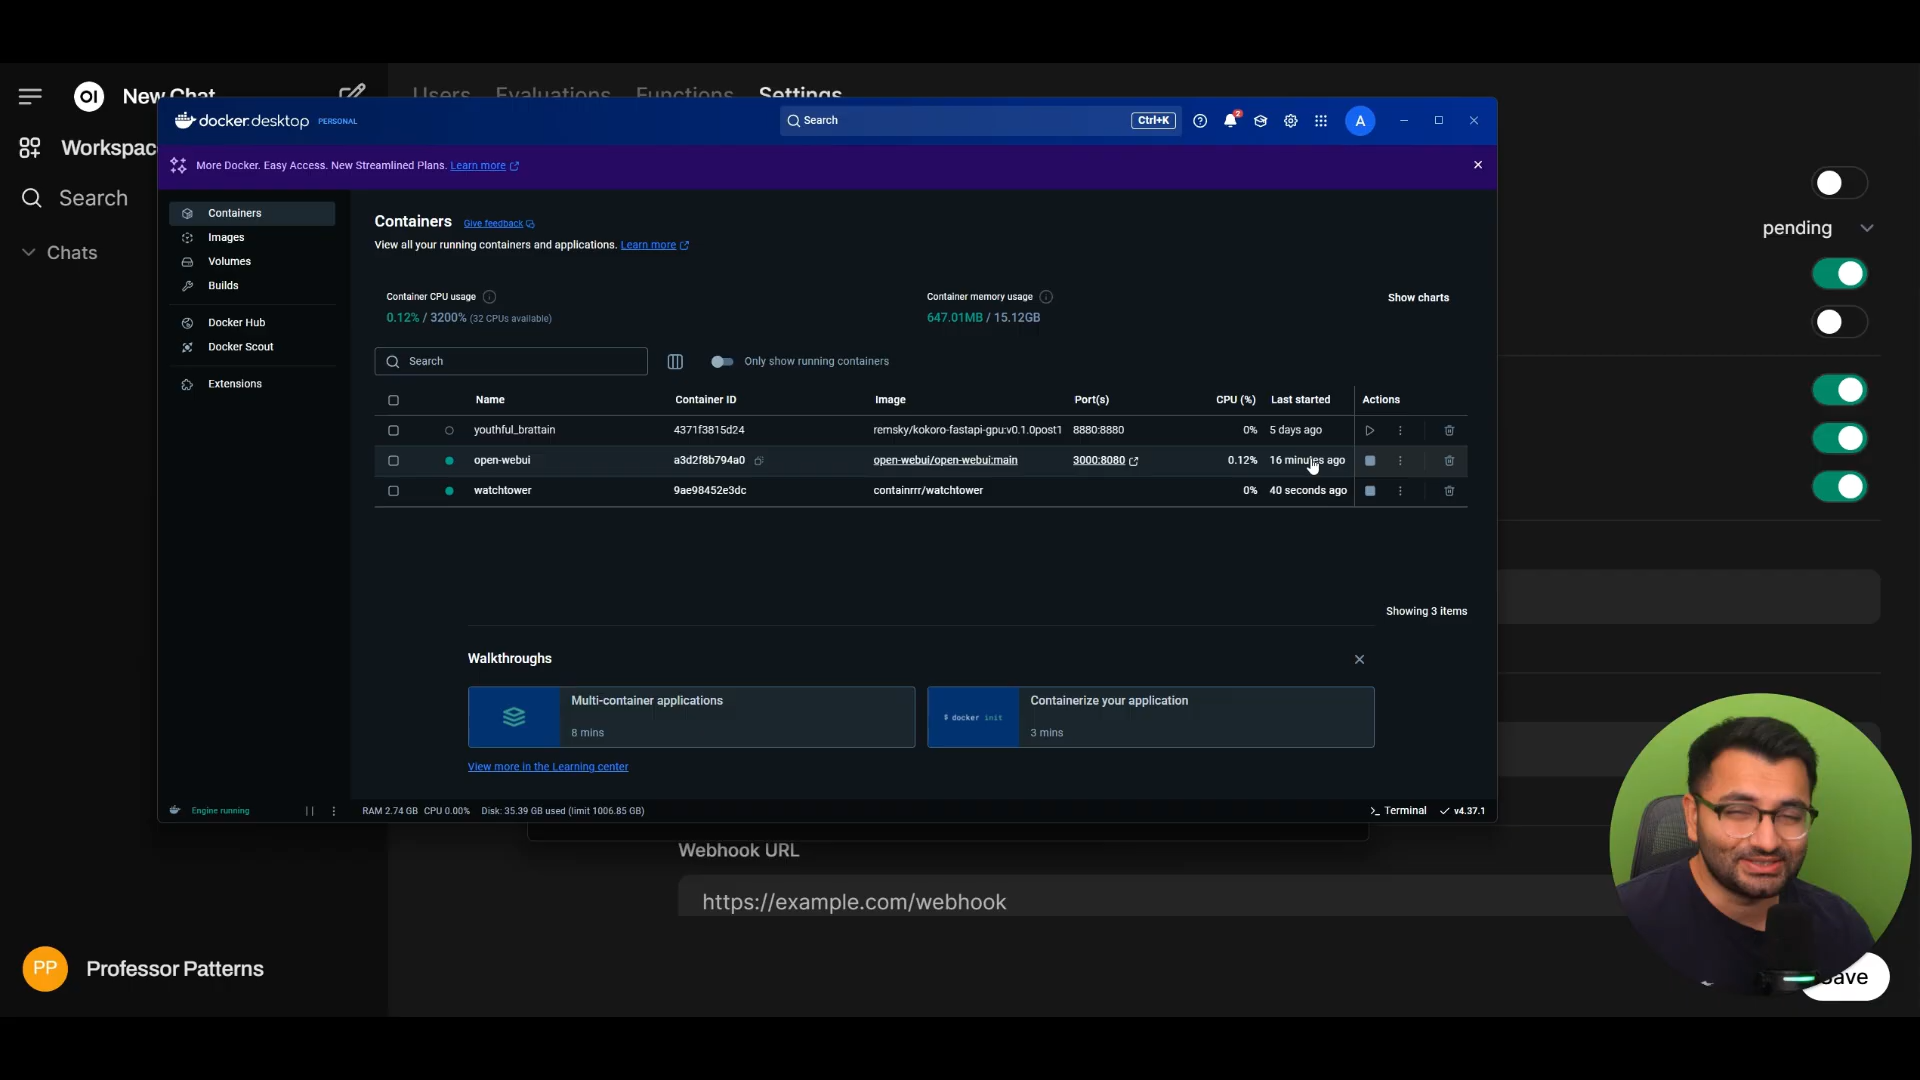 New Chat
Users Evaluations Functions Settings
Workspac
Search
Chats
docker desktop PERSONAL
Search
Ctrl+K
2
A
More Docker. Easy Access. New Streamlined Plans. Learn more
Containers
Images
Volumes
Builds
Docker Hub
Docker Scout
Extensions
Containers Give feedback
View all your running containers and applications. Learn more
Container CPU usage
0.12% / 3200% (32 CPUs available)
Container memory usage
647.01MB / 15.12GB
Show charts
Search
Only show running containers
Name Container ID Image Port(s) CPU (%) Last started Actions
youthful_brattain 4371f3815d24 remsky/kokoro-fastapi-gpu:v0.1.0post1 8880:8880 0% 5 days ago
open-webui a3d2f8b794a0 open-webui/open-webui:main 3000:8080 0.12% 16 minutes ago
watchtower 9ae98452e3dc containrrr/watchtower 0% 40 seconds ago
Showing 3 items
Walkthroughs
Multi-container applications
8 mins
$ docker init
Containerize your application
3 mins
View more in the Learning center
Engine running
RAM 2.74 GB CPU 0.00% Disk: 35.39 GB used (limit 1006.85 GB)
Terminal
v4.37.1
pending
Webhook URL
https://example.com/webhook
PP
Professor Patterns
Save
OI